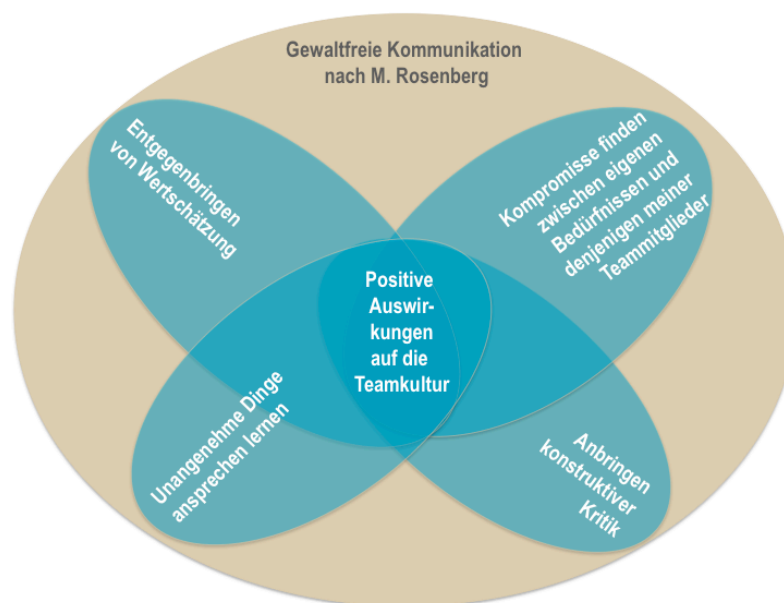 Gewaltfreie Kommunikation
nach M. Rosenberg
Entgegenbringen
von Wertschätzung
Kompromisse finden
zwischen eigenen
Bedürfnissen und
denjenigen meiner
Teammitglieder
Positive
Auswir-
kungen
auf die
Teamkultur
Unangenehme Dinge
ansprechen lernen
Anbringen
konstruktiver
Kritik